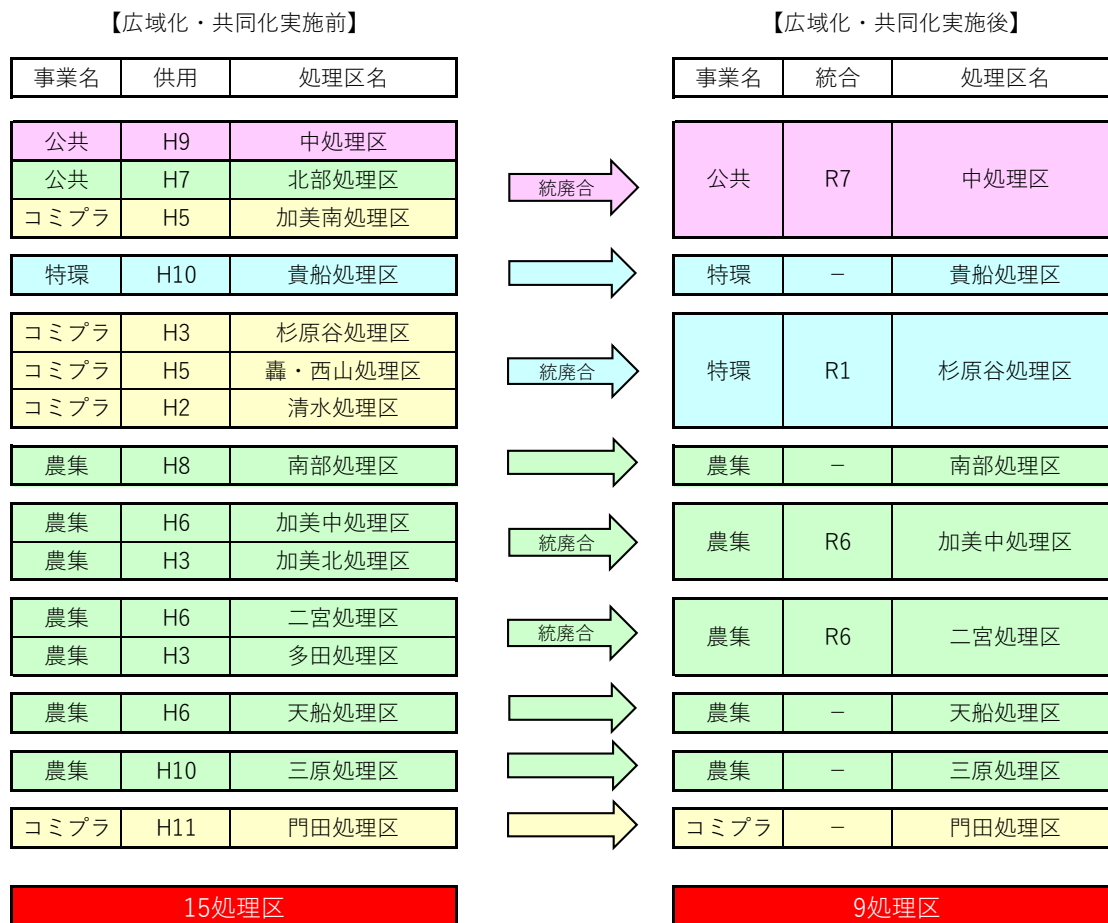 【広域化・共同化実施前】 【広域化・共同化実施後】
事業名 供用 処理区名 事業名 統合 処理区名
公共 H9 中処理区
公共 H7 北部処理区 統廃合 公共 R7 中処理区
コミプラ H5 加美南処理区
特環 H10 貴船処理区 特環 − 貴船処理区
コミプラ H3 杉原谷処理区
コミプラ H5 轟・西山処理区 統廃合 特環 R1 杉原谷処理区
コミプラ H2 清水処理区
農集 H8 南部処理区 農集 − 南部処理区
農集 H6 加美中処理区 統廃合 農集 R6 加美中処理区
農集 H3 加美北処理区
農集 H6 二宮処理区 統廃合 農集 R6 二宮処理区
農集 H3 多田処理区
農集 H6 天船処理区 農集 − 天船処理区
農集 H10 三原処理区 農集 − 三原処理区
コミプラ H11 門田処理区 コミプラ − 門田処理区
15処理区 9処理区